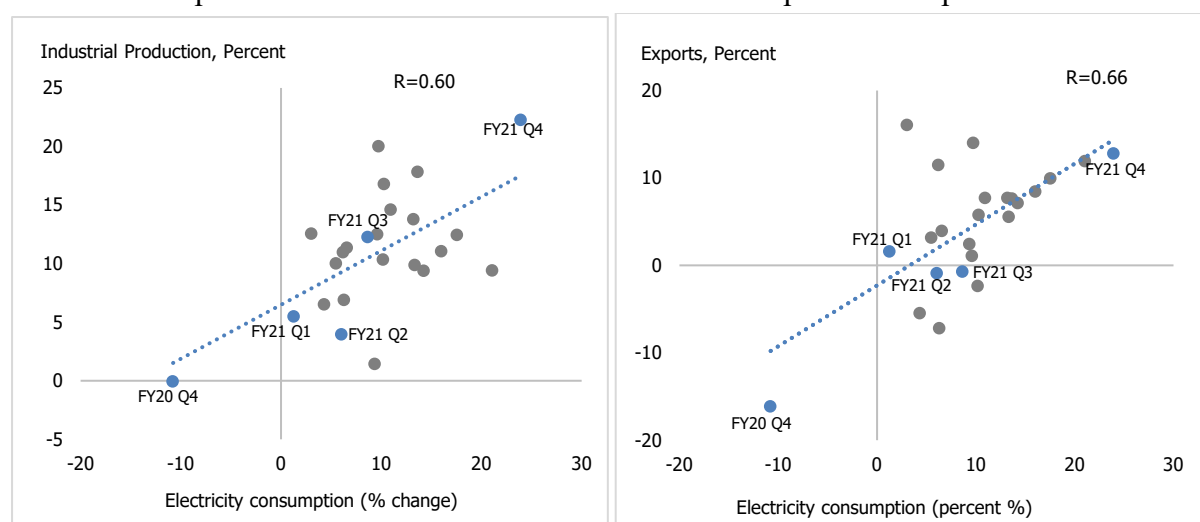 Industrial Production, Percent
R=0.60
25
20
15
10
5
0
-5
FY21 Q4
FY21 Q3
FY21 Q1
FY21 Q2
FY20 Q4
-20 -10 0 10 20 30
Electricity consumption (% change)
Exports, Percent
R=0.66
20
10
0
-10
-20
FY21 Q4
FY21 Q1
FY21 Q2
FY21 Q3
FY20 Q4
-20 -10 0 10 20 30
Electricity consumption (percent %)